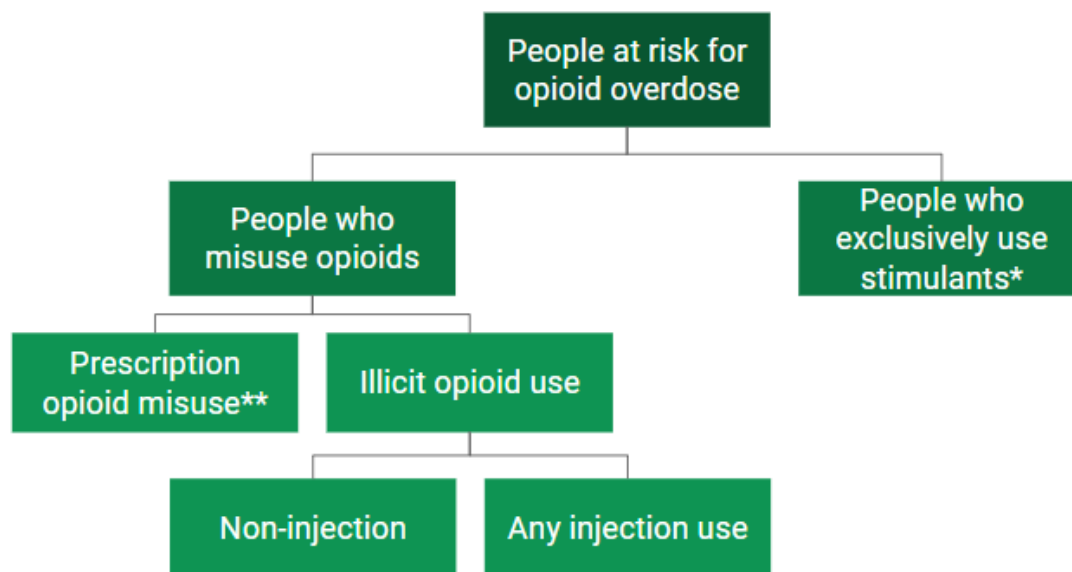 People at risk for
opioid overdose
People who
misuse opioids
People who
exclusively use
stimulants*
Prescription
opioid misuse**
Illicit opioid use
Non-injection
Any injection use